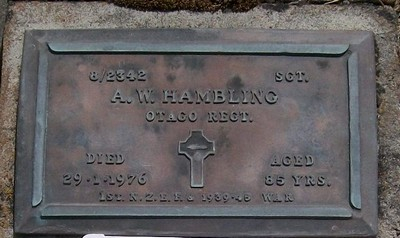 8/2342 SGT.
A. W. HAMBLING
OTAGO REGT.
DIED AGED
29-1-1976 85 YRS.
1ST. N. Z. E. F. & 1939-45 WAR